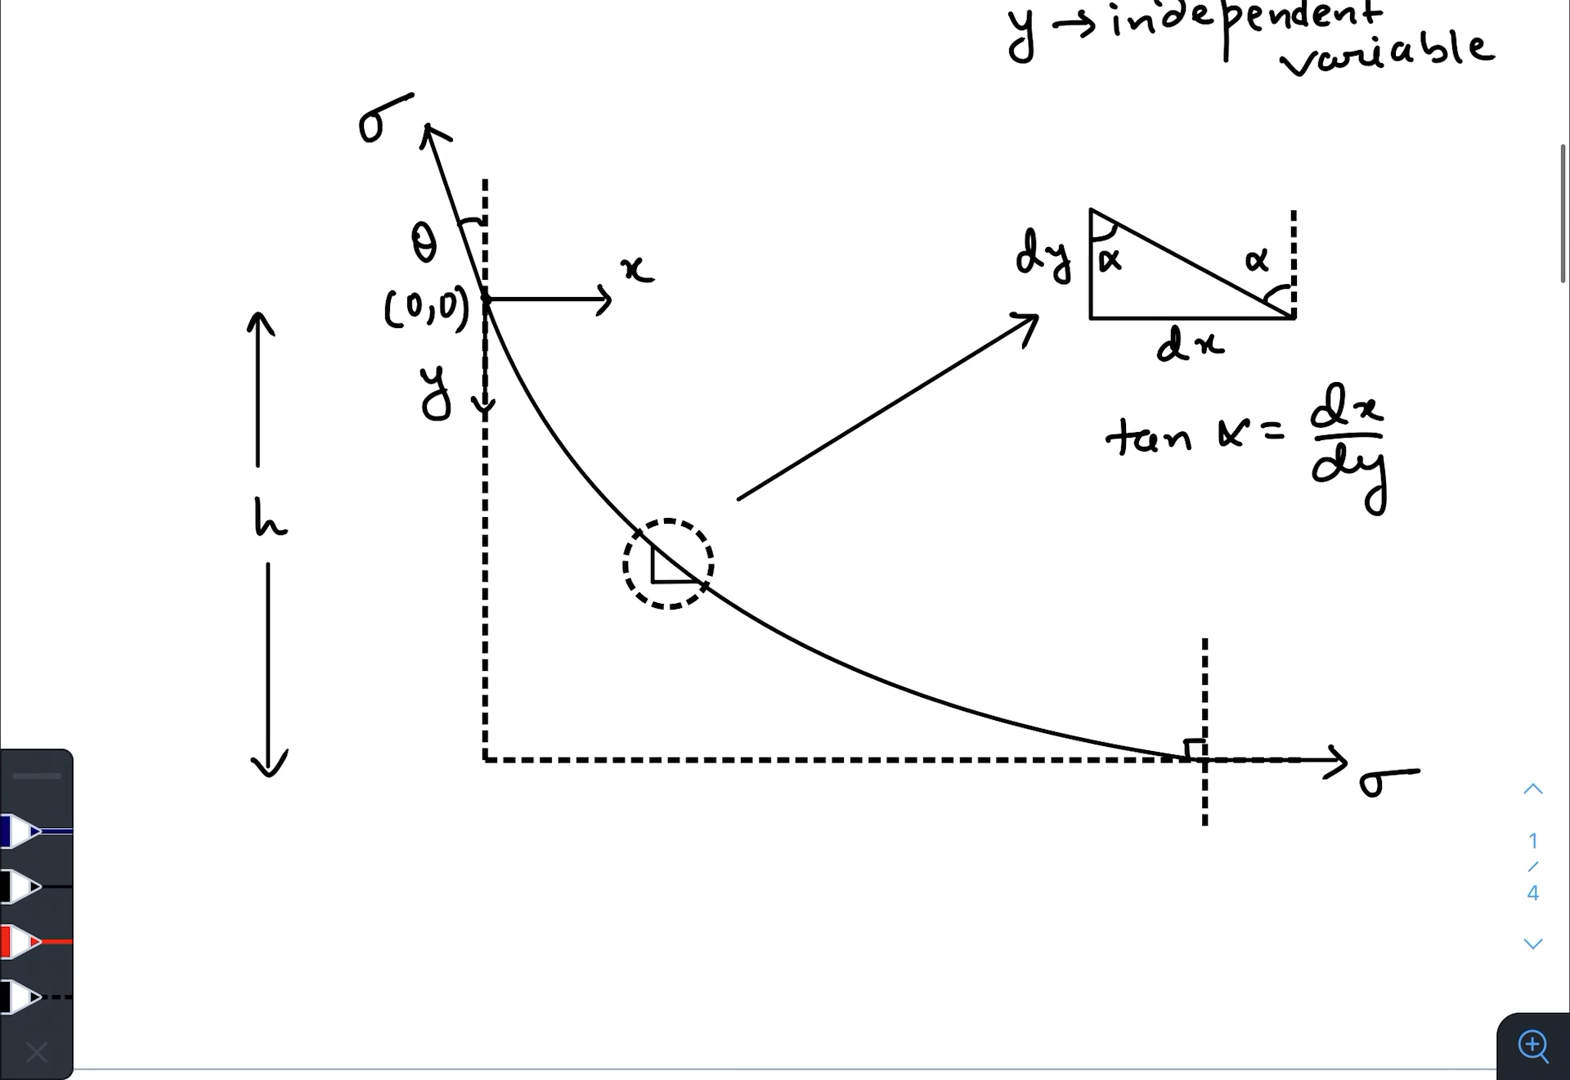 y → independent
variable
σ
θ
x
(0,0)
y
h
dy
α
α
dx
tan α = dx/dy
σ
1
/
4